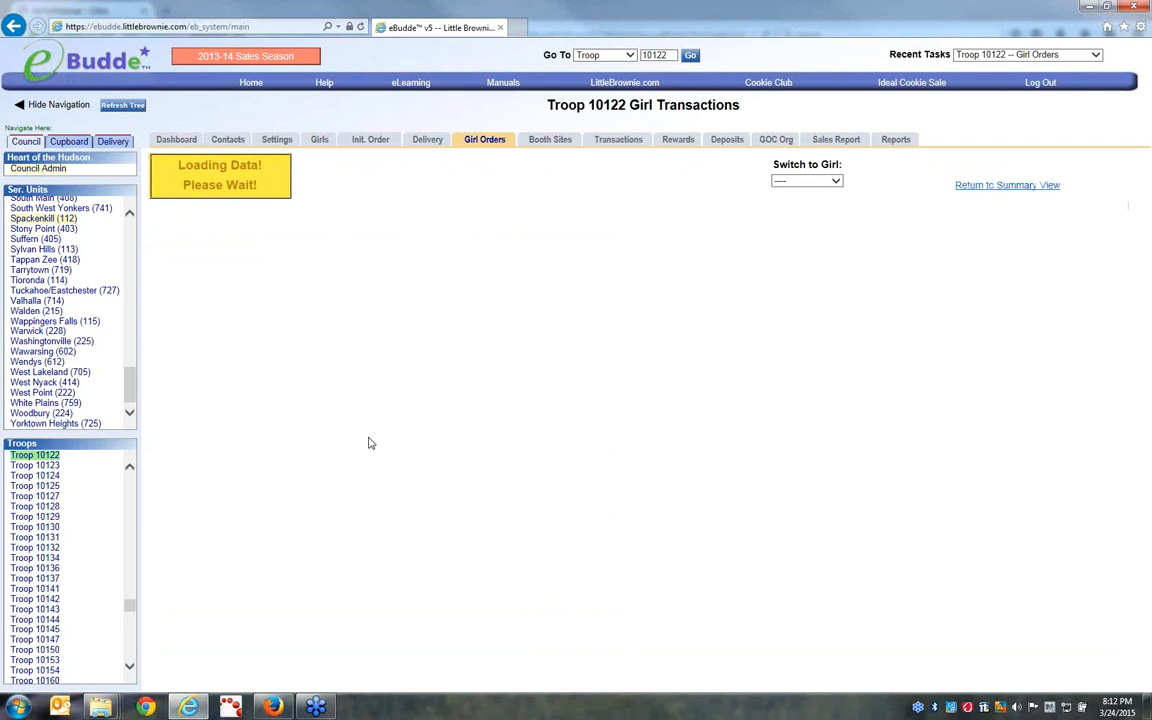 https://ebudde.littlebrownie.com/eb_system/main
eBudde™ v5 -- Little Browni...
eBudde™
2013-14 Sales Season
Go To Troop 10122 Go
Recent Tasks Troop 10122 -- Girl Orders
Home Help eLearning Manuals LittleBrownie.com Cookie Club Ideal Cookie Sale Log Out
Hide Navigation Refresh Tree
Troop 10122 Girl Transactions
Navigate Here:
Council Cupboard Delivery
Dashboard Contacts Settings Girls Init. Order Delivery Girl Orders Booth Sites Transactions Rewards Deposits GOC Org Sales Report Reports
Heart of the Hudson
Council Admin
Loading Data!
Please Wait!
Switch to Girl:
----
Return to Summary View
Ser. Units
South Main (408)
South West Yonkers (741)
Spackenkill (112)
Stony Point (403)
Suffern (405)
Sylvan Hills (113)
Tappan Zee (418)
Tarrytown (719)
Tioronda (114)
Tuckahoe/Eastchester (727)
Valhalla (714)
Walden (215)
Wappingers Falls (115)
Warwick (228)
Washingtonville (225)
Wawarsing (602)
Wendys (612)
West Lakeland (705)
West Nyack (414)
West Point (222)
White Plains (759)
Woodbury (224)
Yorktown Heights (725)
Troops
Troop 10122
Troop 10123
Troop 10124
Troop 10125
Troop 10127
Troop 10128
Troop 10129
Troop 10130
Troop 10131
Troop 10132
Troop 10134
Troop 10136
Troop 10137
Troop 10141
Troop 10142
Troop 10143
Troop 10144
Troop 10145
Troop 10147
Troop 10150
Troop 10153
Troop 10154
Troop 10160
8:12 PM
3/24/2015